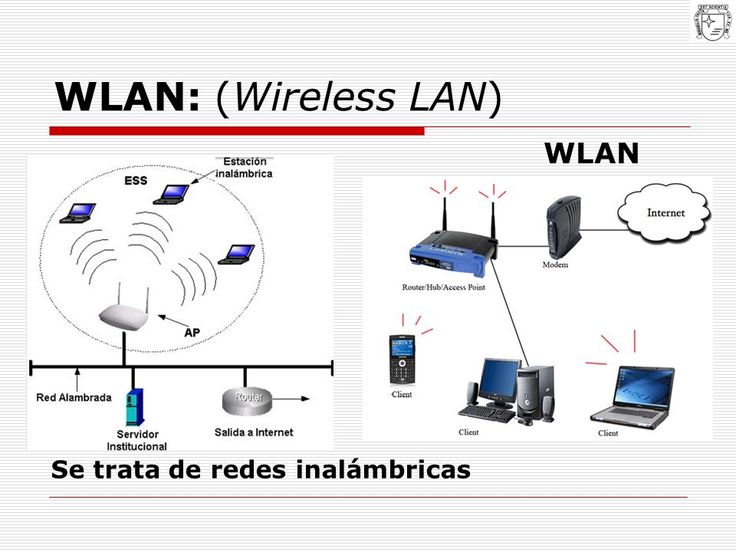 WLAN: (Wireless LAN)
WLAN
Estación
inalámbrica
ESS
AP
Red Alambrada
Servidor
Institucional
Router
Salida a Internet
Internet
Modem
Router/Hub/Access Point
Client
Client
Client
Se trata de redes inalámbricas